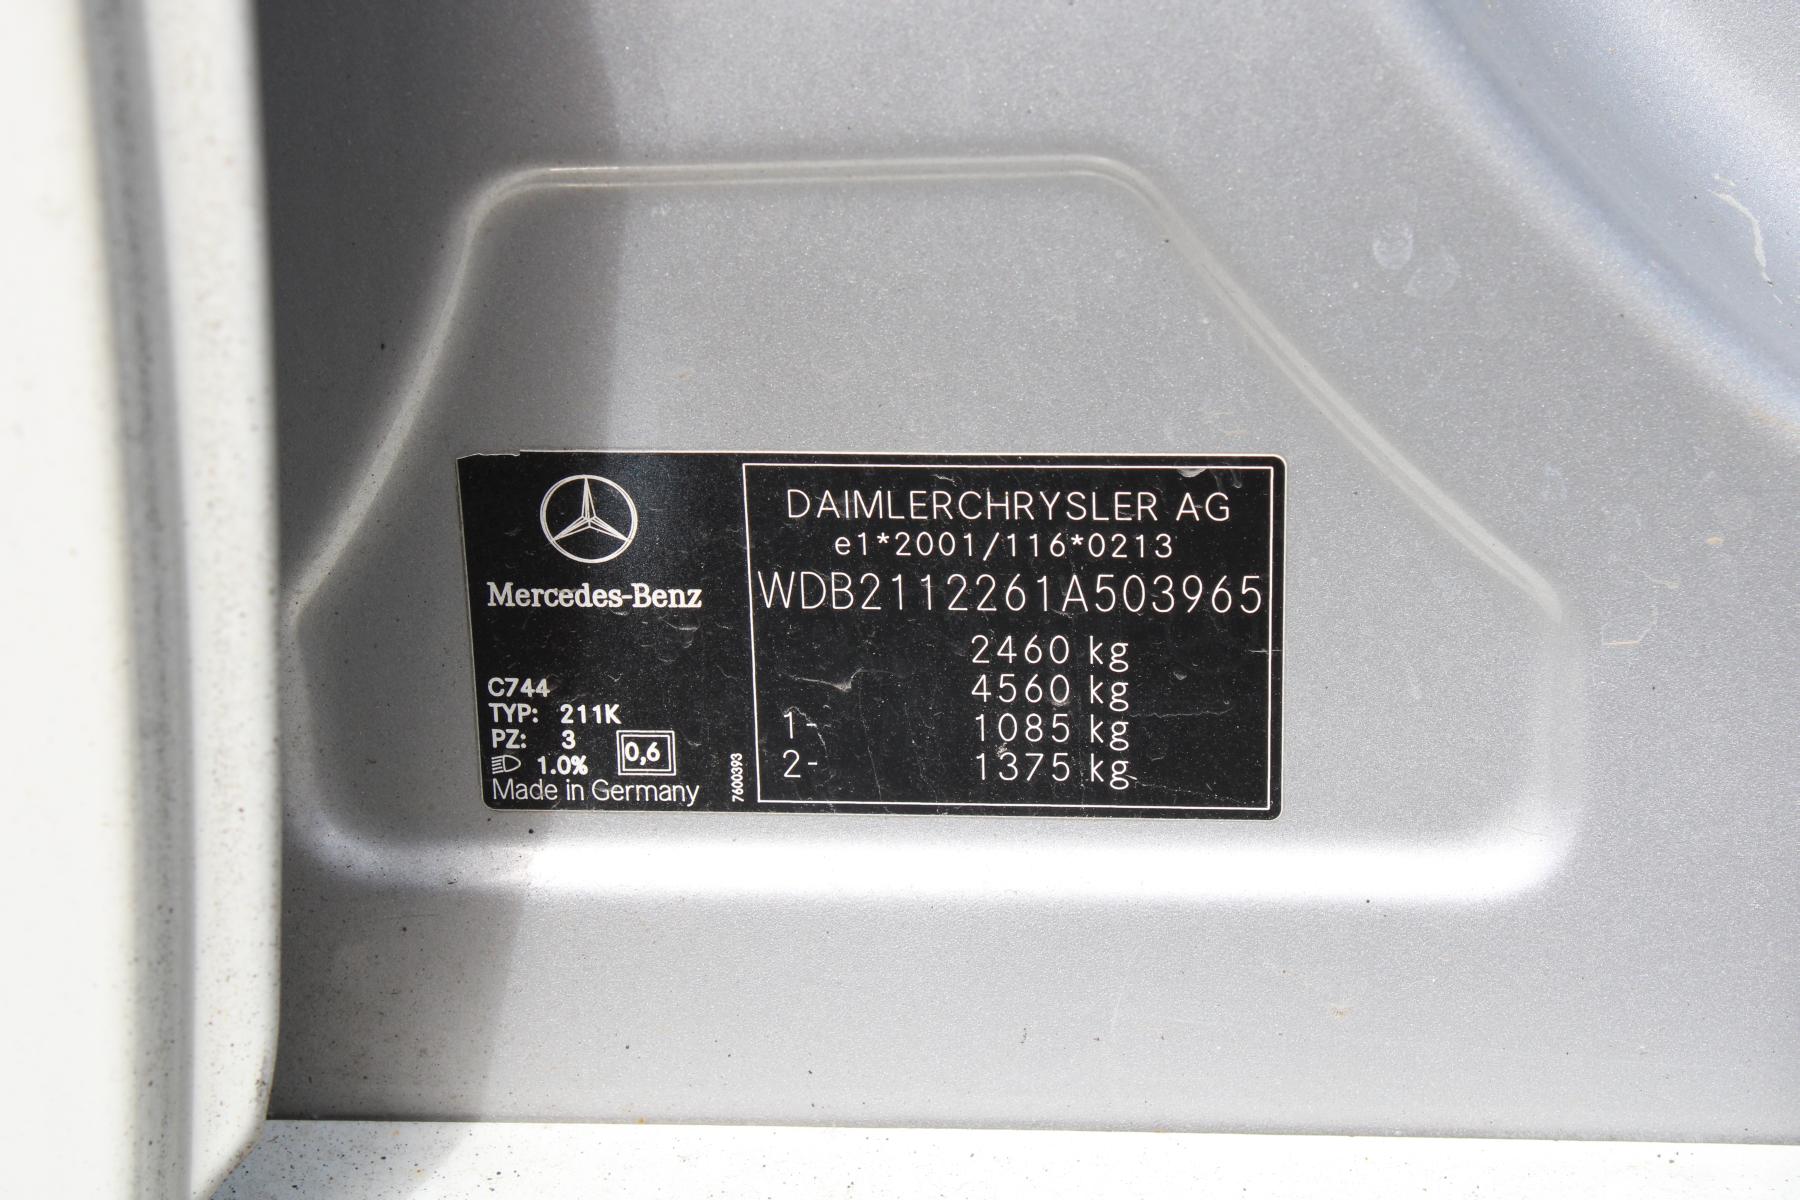 Mercedes-Benz
C744
TYP: 211K
PZ: 3
1.0%
0,6
Made in Germany
7600393
DAIMLERCHRYSLER AG
e1*2001/116*0213
WDB2112261A503965
2460 kg
4560 kg
1- 1085 kg
2- 1375 kg